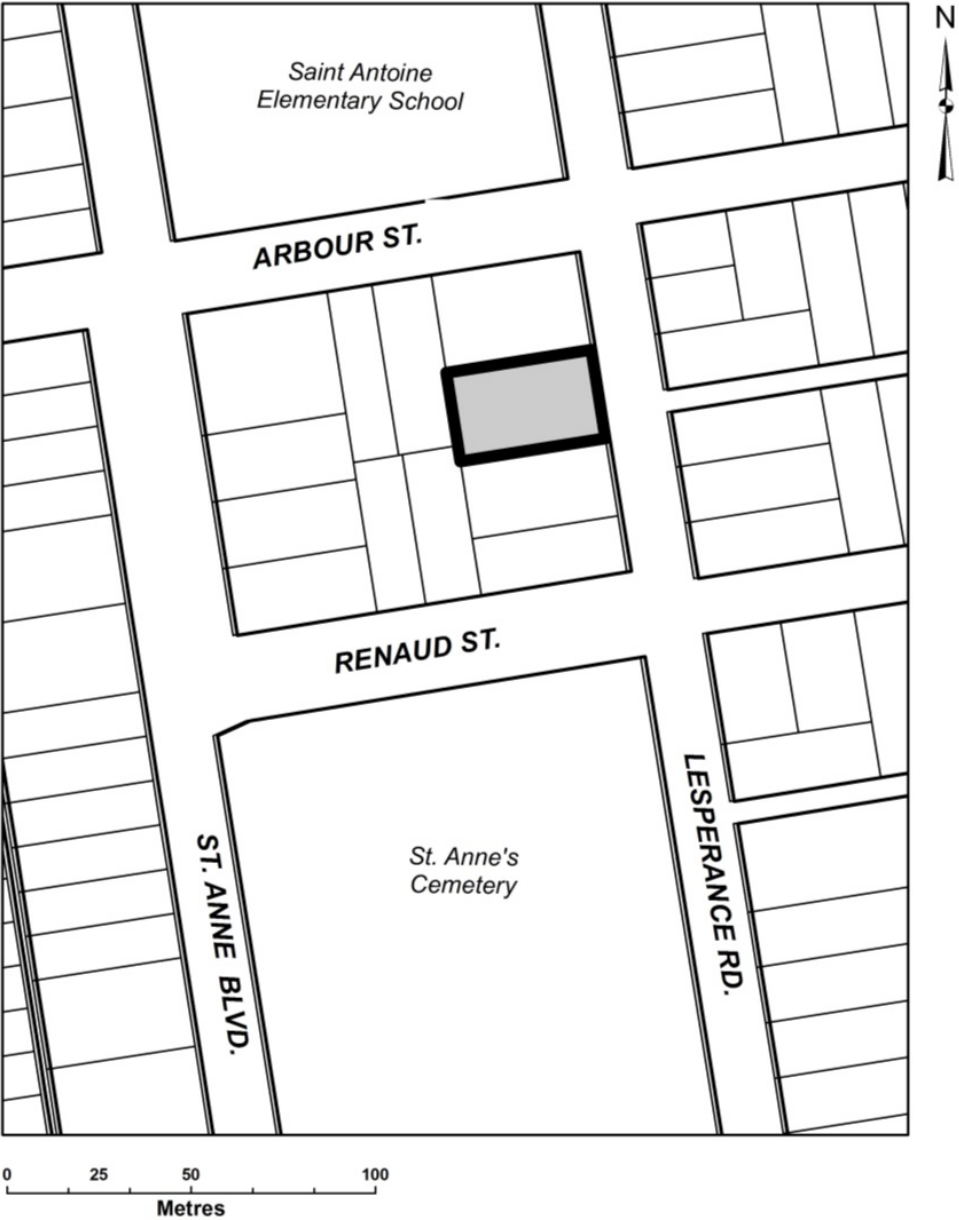 N
Saint Antoine
Elementary School
ARBOUR ST.
RENAUD ST.
LESPERANCE RD.
ST. ANNE BLVD.
St. Anne's
Cemetery
0 25 50 100
Metres